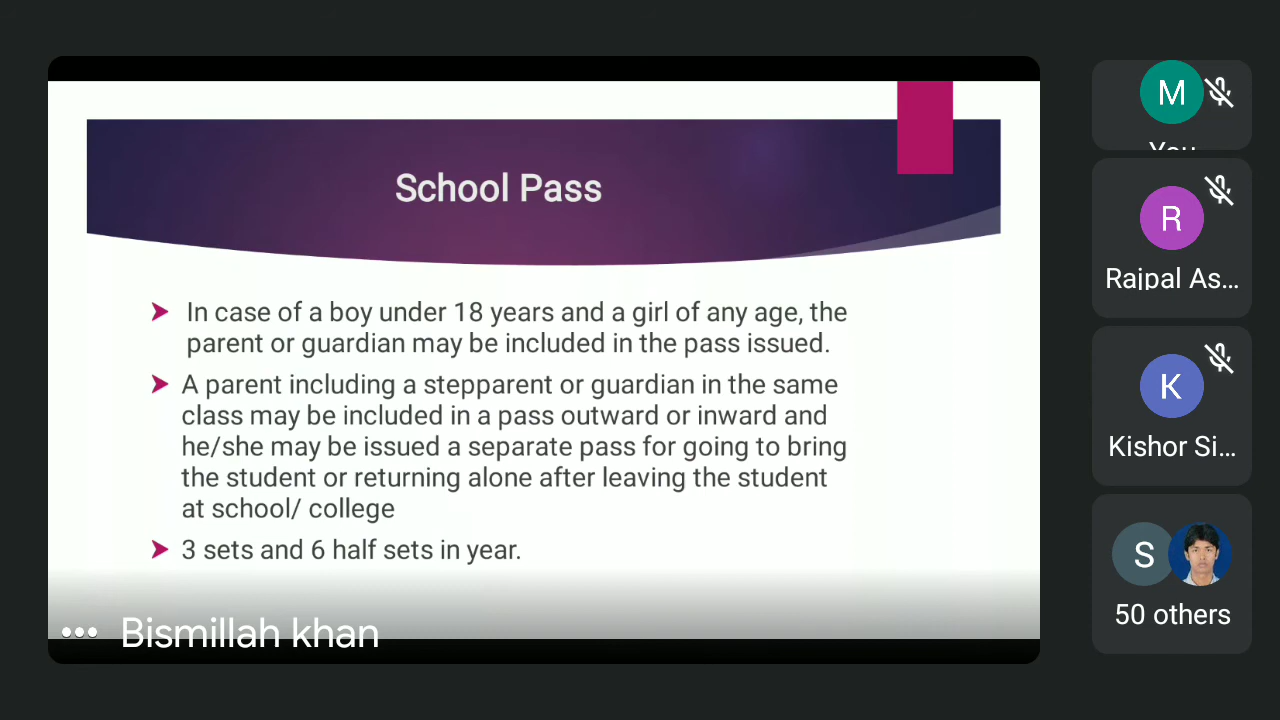 School Pass
In case of a boy under 18 years and a girl of any age, the
parent or guardian may be included in the pass issued.
A parent including a stepparent or guardian in the same
class may be included in a pass outward or inward and
he/she may be issued a separate pass for going to bring
the student or returning alone after leaving the student
at school/ college
3 sets and 6 half sets in year.
Bismillah khan
M
You
R
Rajpal As...
K
Kishor Si...
S
50 others